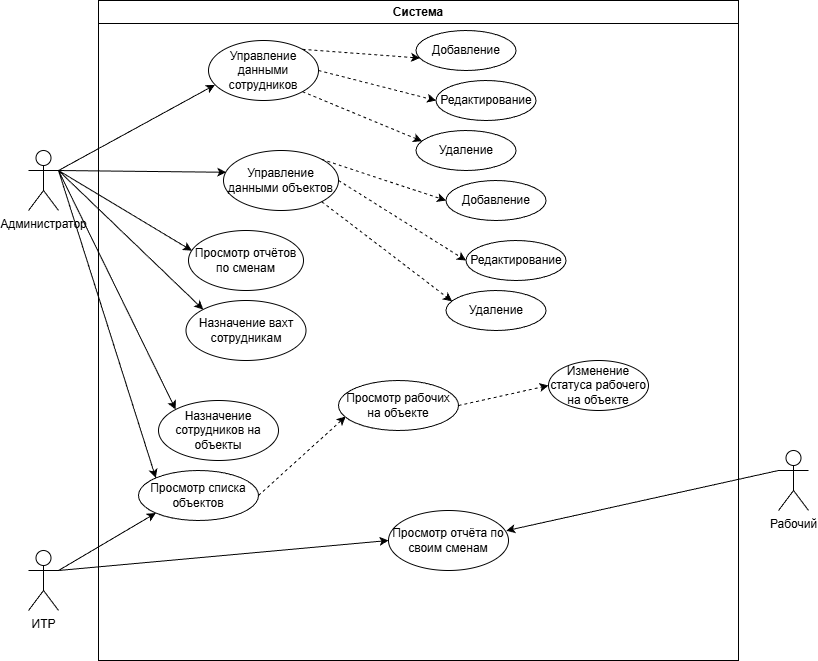 Система
Управление
данными
сотрудников
Добавление
Редактирование
Удаление
Администратор
Управление
данными объектов
Добавление
Редактирование
Удаление
Просмотр отчётов
по сменам
Назначение вахт
сотрудникам
Назначение
сотрудников на
объекты
Просмотр рабочих
на объекте
Изменение
статуса рабочего
на объекте
Просмотр списка
объектов
Просмотр отчёта по
своим сменам
Рабочий
ИТР